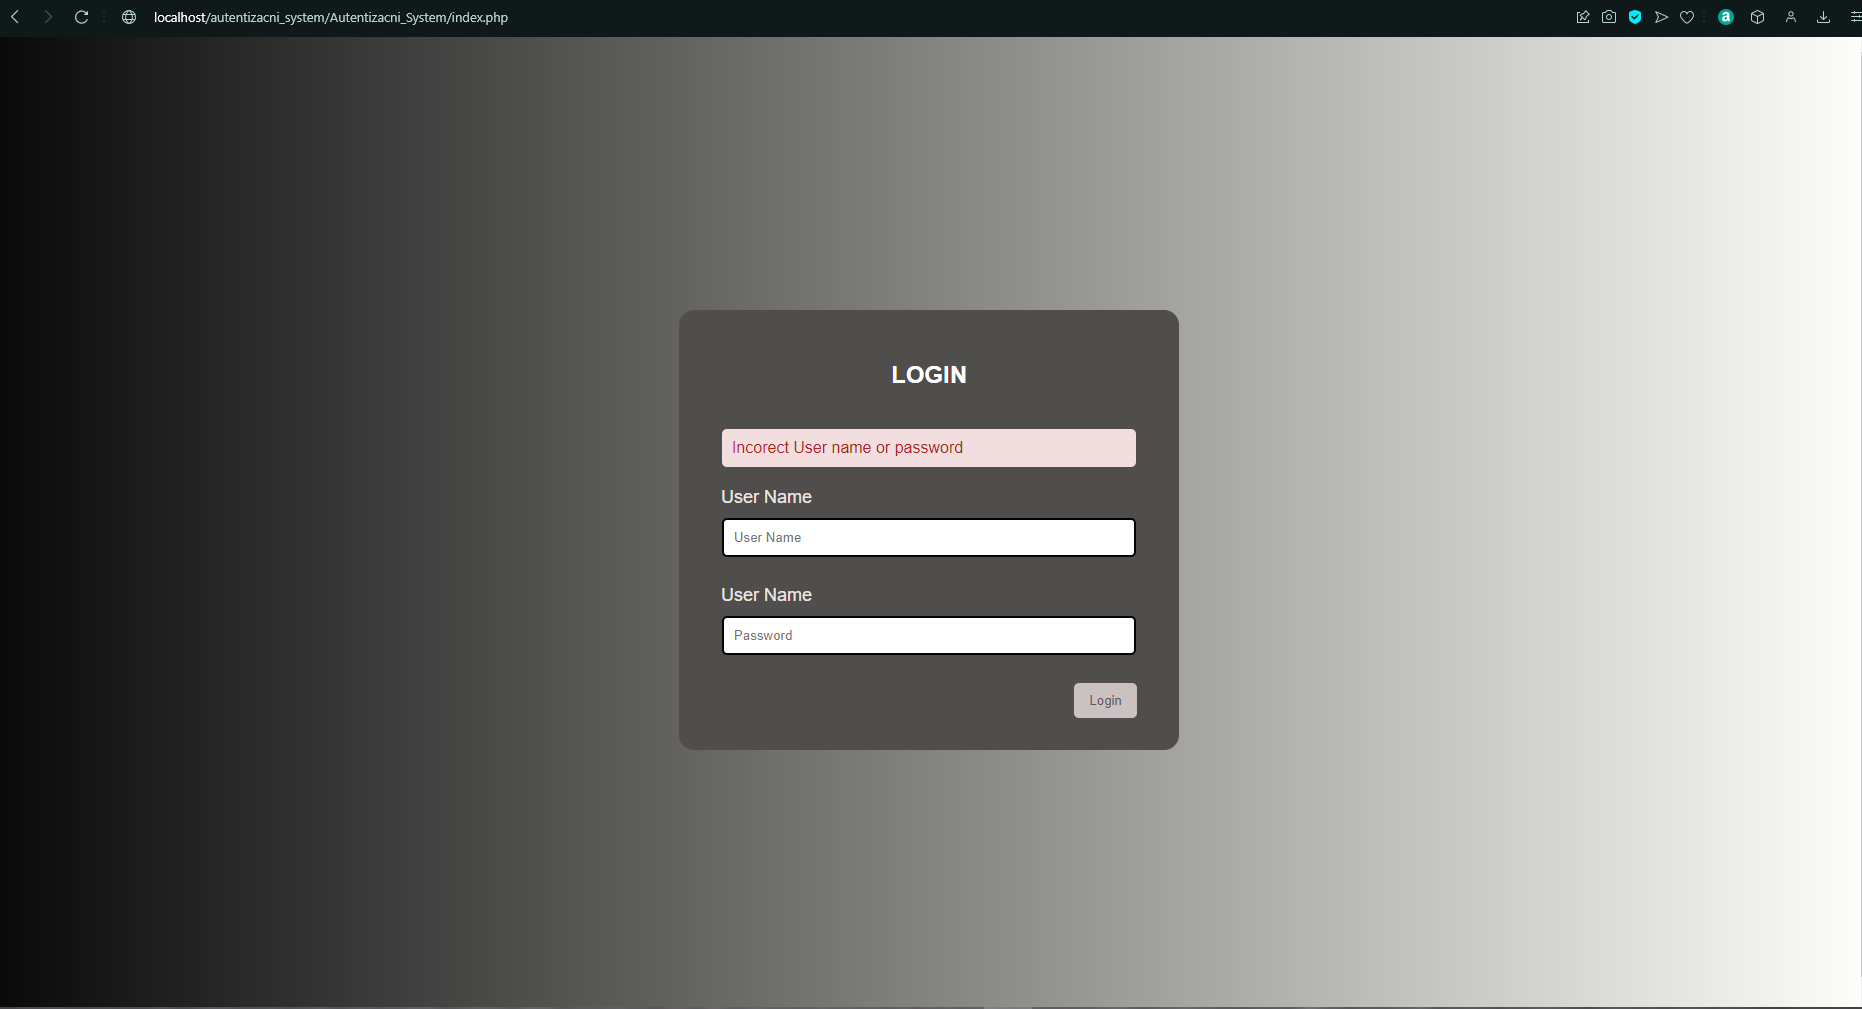 localhost/autentizacni_system/Autentizacni_System/index.php
a
LOGIN
Incorect User name or password
User Name
User Name
User Name
Password
Login